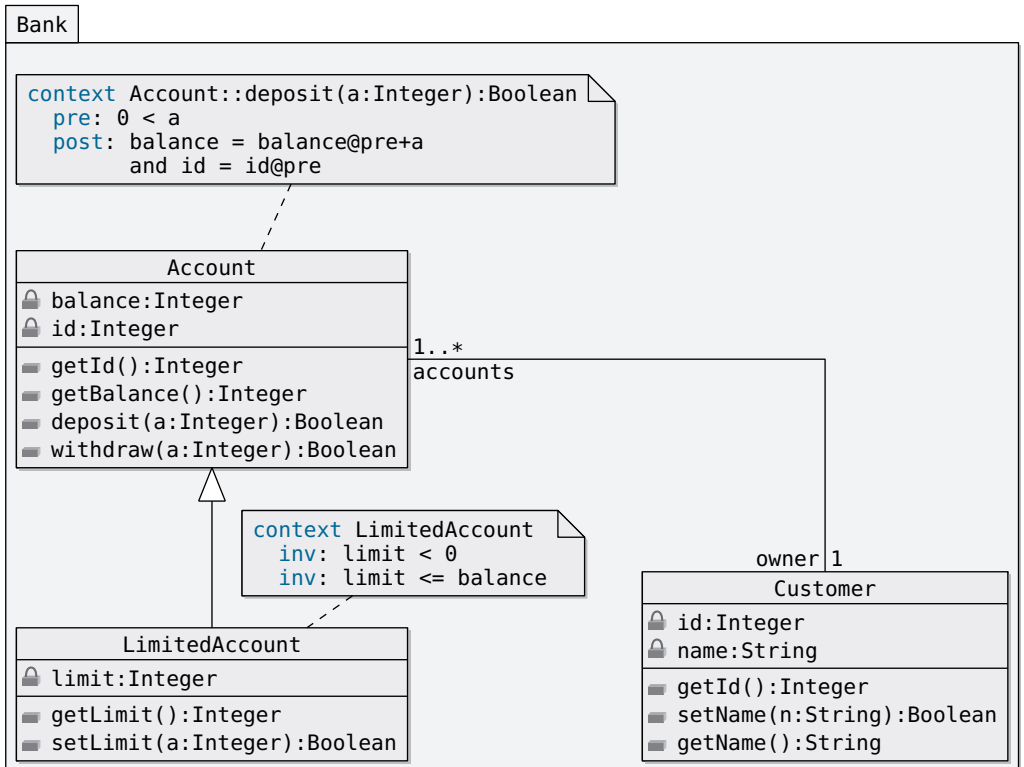 Bank
context Account::deposit(a:Integer):Boolean
pre: 0 < a
post: balance = balance@pre+a
and id = id@pre
Account
balance:Integer
id:Integer
getId():Integer
getBalance():Integer
deposit(a:Integer):Boolean
withdraw(a:Integer):Boolean
1..*
accounts
context LimitedAccount
inv: limit < 0
inv: limit <= balance
owner 1
LimitedAccount
limit:Integer
getLimit():Integer
setLimit(a:Integer):Boolean
Customer
id:Integer
name:String
getId():Integer
setName(n:String):Boolean
getName():String